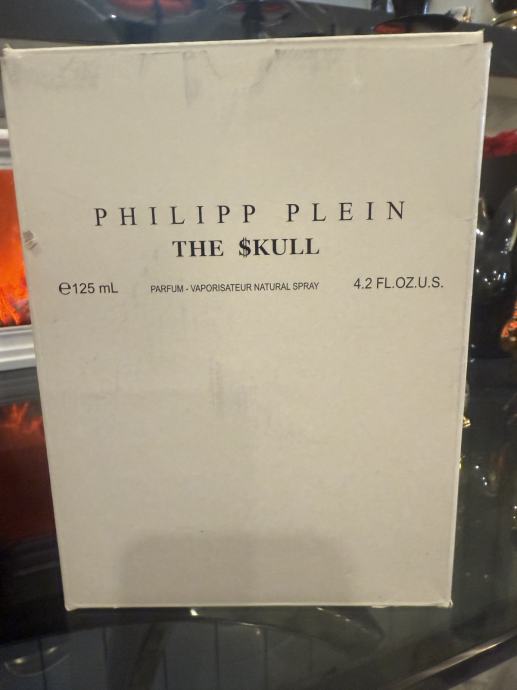 PHILIPP PLEIN
THE $KULL
℮125 mL PARFUM - VAPORISATEUR NATURAL SPRAY 4.2 FL.OZ.U.S.